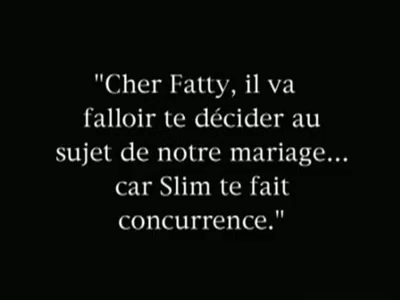 "Cher Fatty, il va
falloir te décider au
sujet de notre mariage...
car Slim te fait
concurrence."